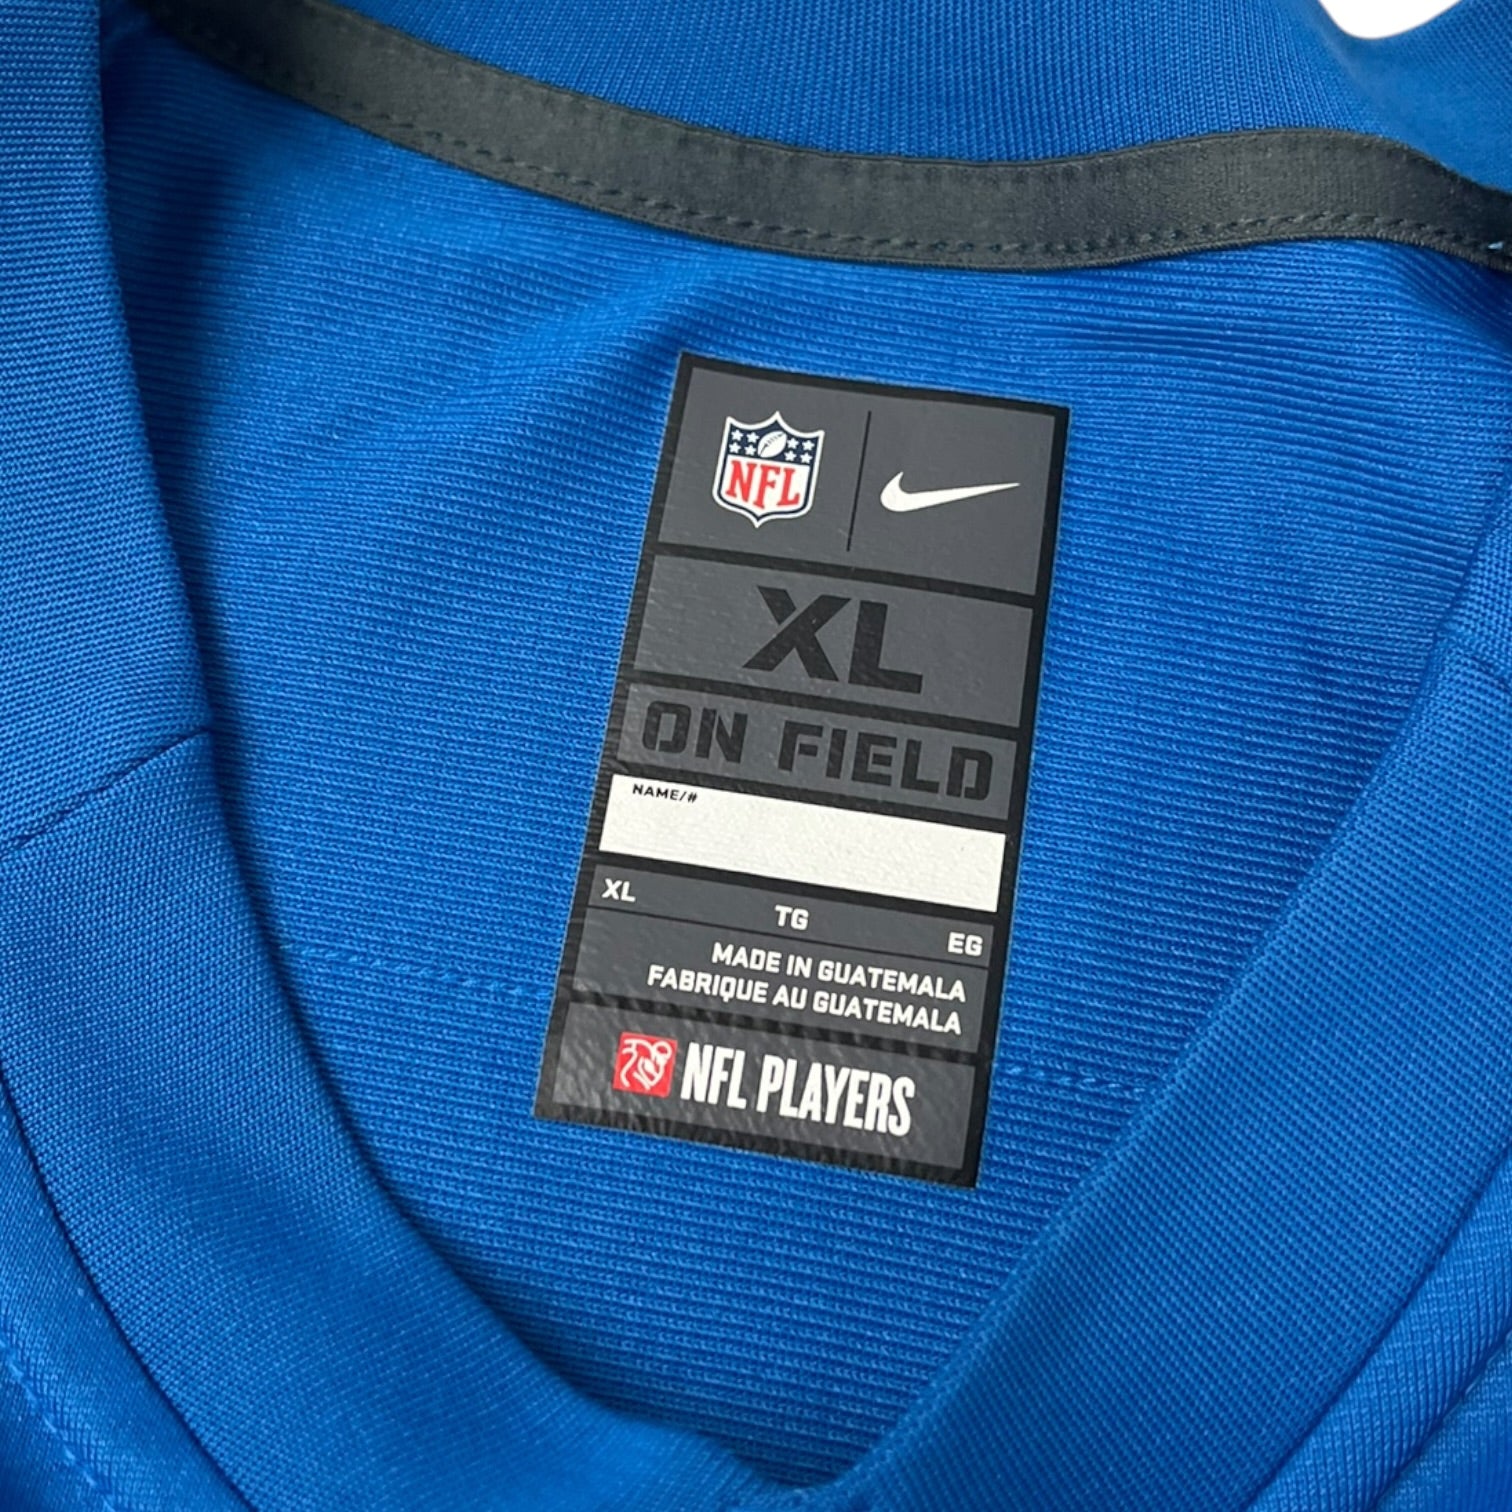 NFL
XL
ON FIELD
NAME/#
XL TG EG
MADE IN GUATEMALA
FABRIQUE AU GUATEMALA
NFL PLAYERS